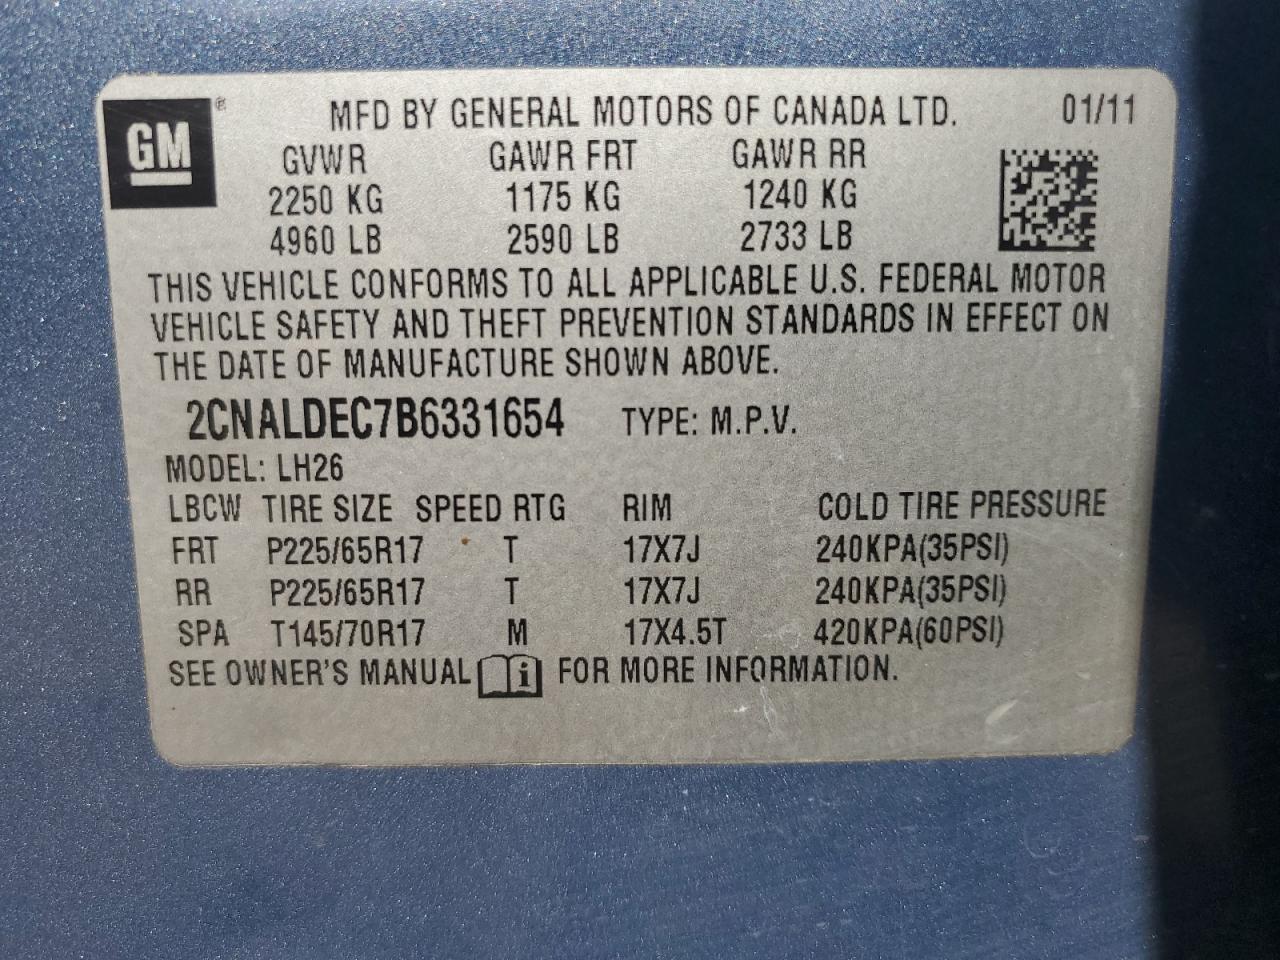 GM ® MFD BY GENERAL MOTORS OF CANADA LTD. 01/11
GVWR GAWR FRT GAWR RR
2250 KG 1175 KG 1240 KG
4960 LB 2590 LB 2733 LB
THIS VEHICLE CONFORMS TO ALL APPLICABLE U.S. FEDERAL MOTOR
VEHICLE SAFETY AND THEFT PREVENTION STANDARDS IN EFFECT ON
THE DATE OF MANUFACTURE SHOWN ABOVE.
2CNALDEC7B6331654 TYPE: M.P.V.
MODEL: LH26
LBCW TIRE SIZE SPEED RTG RIM COLD TIRE PRESSURE
FRT P225/65R17 T 17X7J 240KPA(35PSI)
RR P225/65R17 T 17X7J 240KPA(35PSI)
SPA T145/70R17 M 17X4.5T 420KPA(60PSI)
SEE OWNER'S MANUAL i FOR MORE INFORMATION.